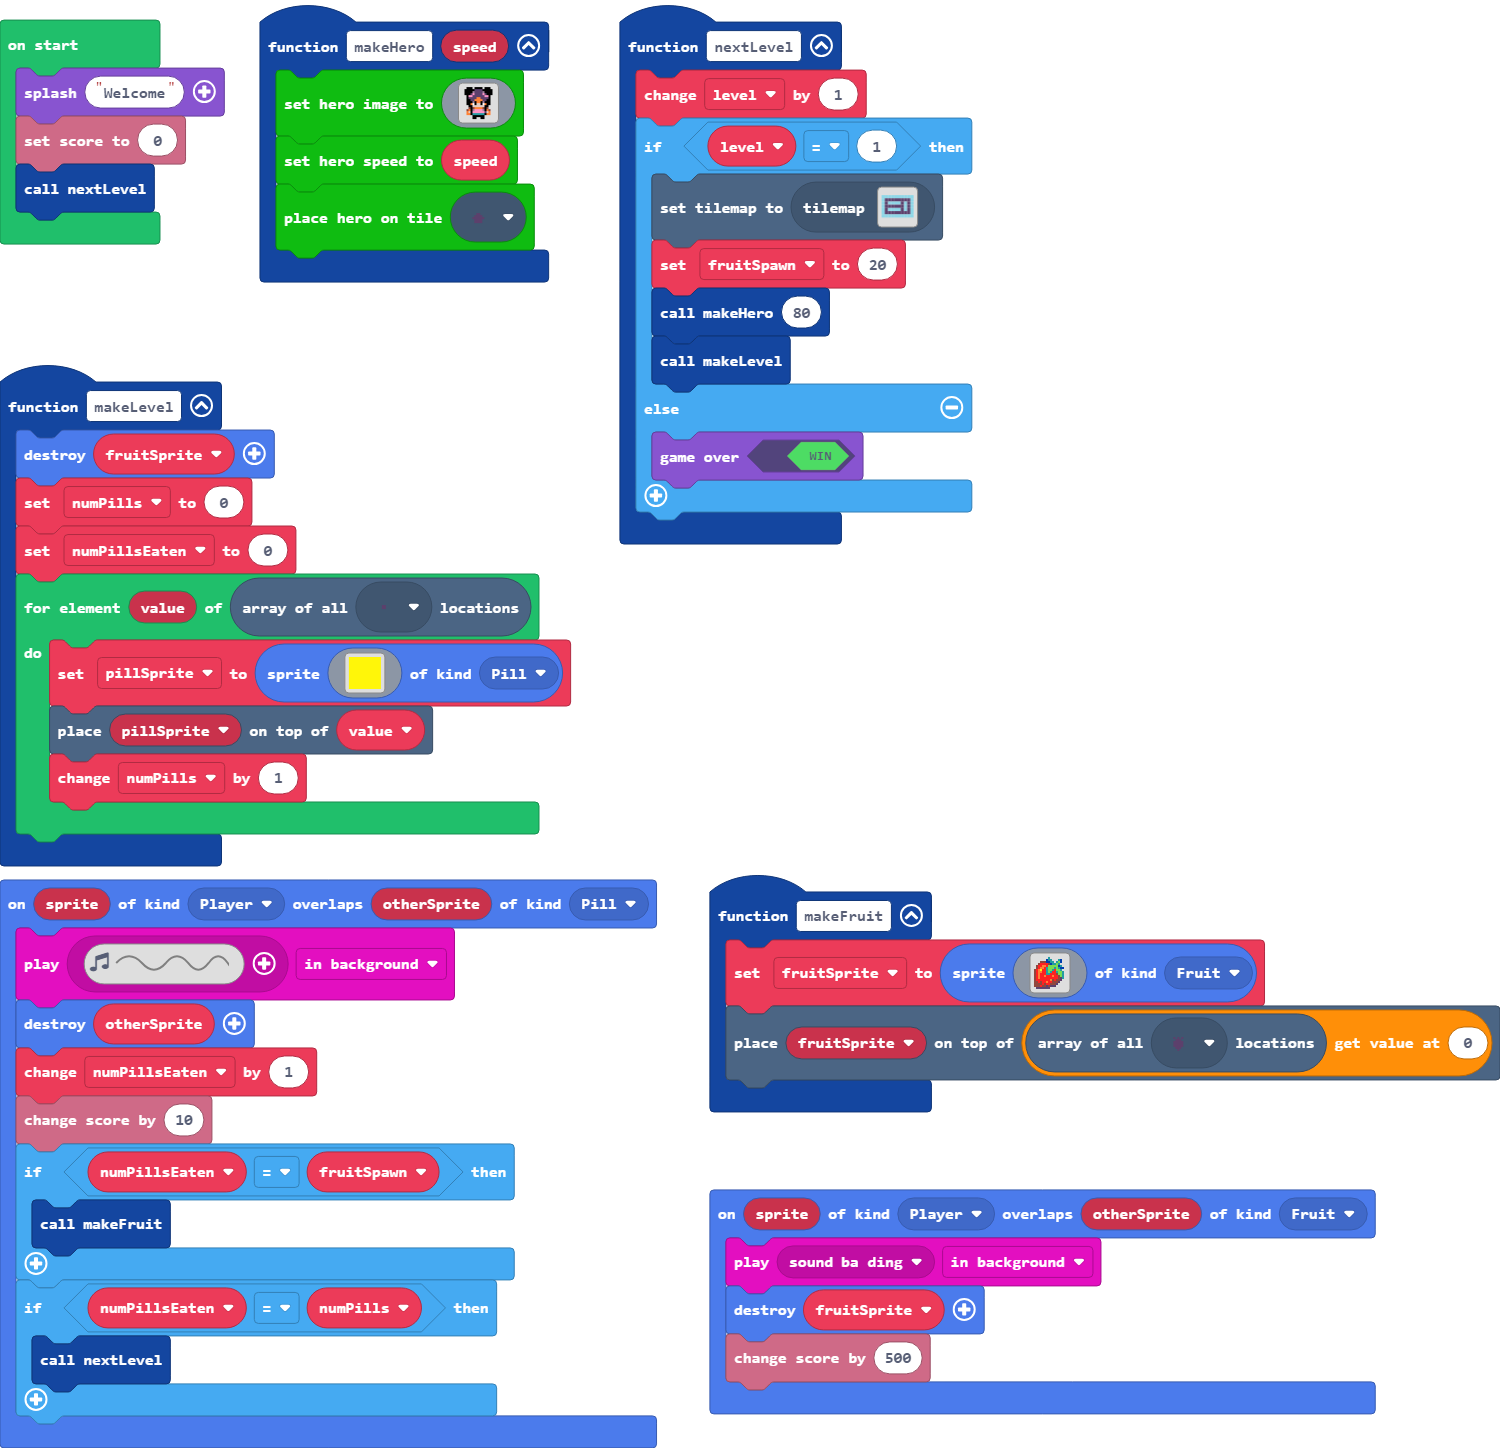 on start
splash "Welcome"
set score to 0
call nextLevel
function makeHero speed
set hero image to
set hero speed to speed
place hero on tile
function nextLevel
change level by 1
if level = 1 then
set tilemap to tilemap
set fruitSpawn to 20
call makeHero 80
call makeLevel
else
game over WIN
function makeLevel
destroy fruitSprite
set numPills to 0
set numPillsEaten to 0
for element value of array of all locations
do
set pillSprite to sprite of kind Pill
place pillSprite on top of value
change numPills by 1
on sprite of kind Player overlaps otherSprite of kind Pill
play in background
destroy otherSprite
change numPillsEaten by 1
change score by 10
if numPillsEaten = fruitSpawn then
call makeFruit
if numPillsEaten = numPills then
call nextLevel
function makeFruit
set fruitSprite to sprite of kind Fruit
place fruitSprite on top of array of all locations get value at 0
on sprite of kind Player overlaps otherSprite of kind Fruit
play sound ba ding in background
destroy fruitSprite
change score by 500